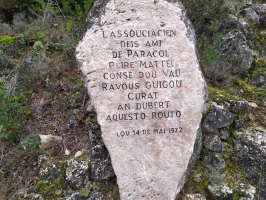 L'ASSOUCIACIEN
DEIS AMI
DE PARACOL
PEIRE MATTEI
CONSE DOU VAU
RAVOUS GUIGOU
CURAT
AN DUBERT
AQUESTO ROUTO
LOU 14 DE MAI 1972